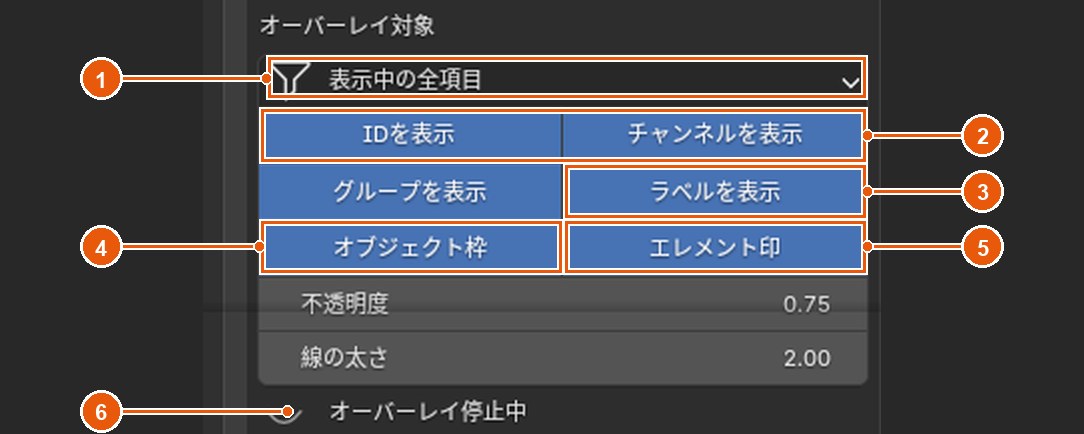 オーバーレイ対象
1 表示中の全項目
IDを表示 チャンネルを表示 2
グループを表示 ラベルを表示 3
4 オブジェクト枠 エレメント印 5
不透明度 0.75
線の太さ 2.00
6 オーバーレイ停止中